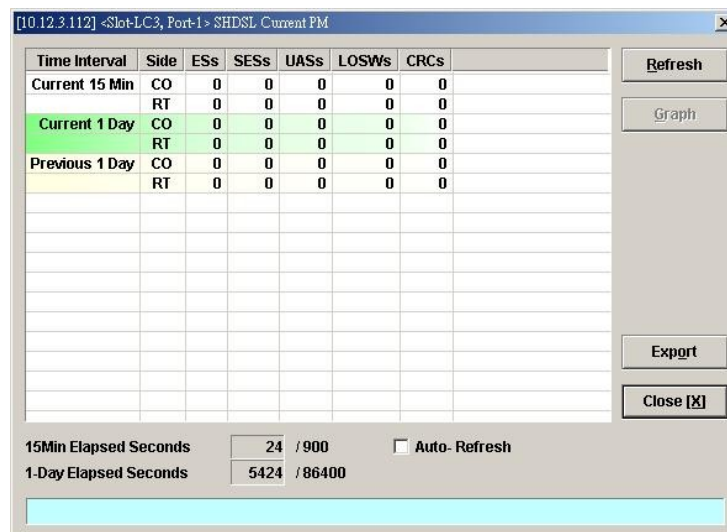 [10.12.3.112] <Slot-LC3, Port-1> SHDSL Current PM
Time Interval Side ESs SESs UASs LOSWs CRCs
Current 15 Min CO 0 0 0 0 0
RT 0 0 0 0 0
Current 1 Day CO 0 0 0 0 0
RT 0 0 0 0 0
Previous 1 Day CO 0 0 0 0 0
RT 0 0 0 0 0
Refresh
Graph
Export
Close [X]
15Min Elapsed Seconds 24 / 900 Auto- Refresh
1-Day Elapsed Seconds 5424 / 86400